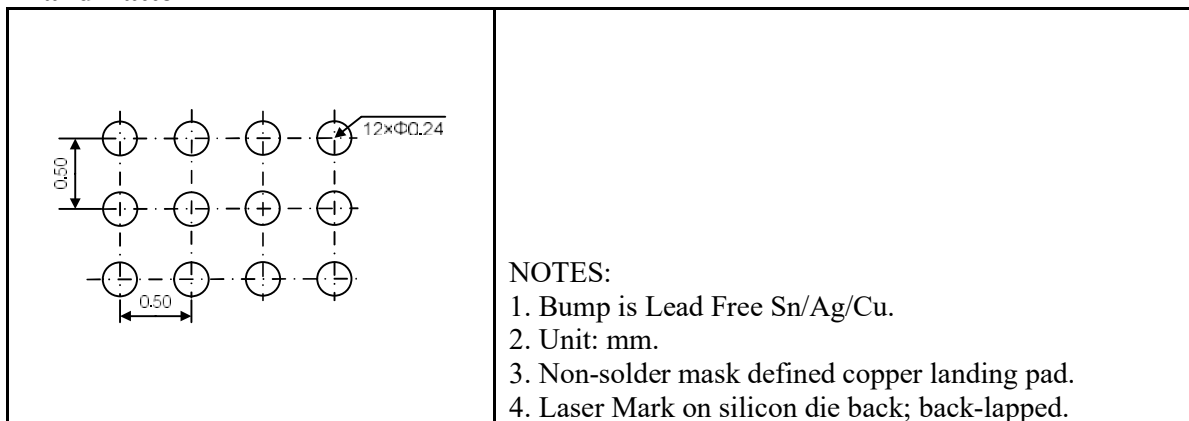 12×Φ0.24
0.50
0.50
NOTES:
1. Bump is Lead Free Sn/Ag/Cu.
2. Unit: mm.
3. Non-solder mask defined copper landing pad.
4. Laser Mark on silicon die back; back-lapped.